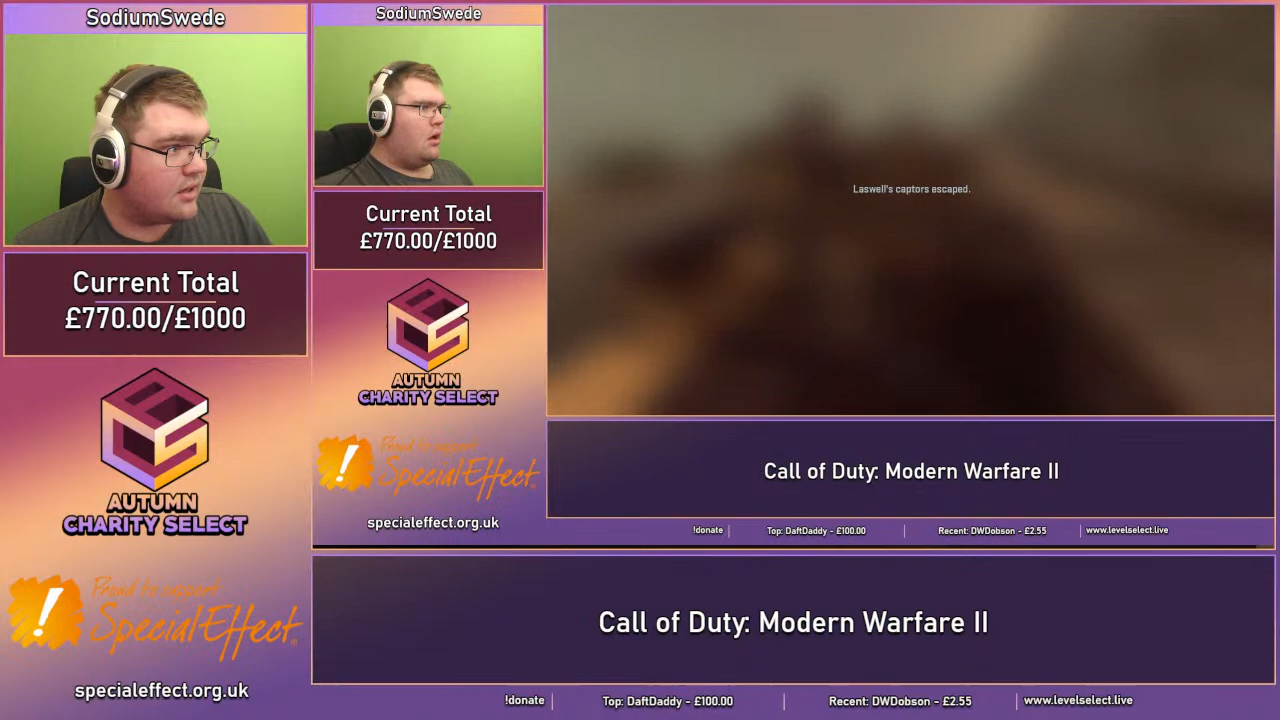 SodiumSwede
Current Total
£770.00/£1000
AUTUMN
CHARITY SELECT
Proud to support
SpecialEffect
specialeffect.org.uk
SodiumSwede
Current Total
£770.00/£1000
AUTUMN
CHARITY SELECT
Proud to support
SpecialEffect
specialeffect.org.uk
Laswell's captors escaped.
Call of Duty: Modern Warfare II
!donate
Top: DaftDaddy - £100.00
Recent: DWDobson - £2.55
www.levelselect.live
Call of Duty: Modern Warfare II
!donate
Top: DaftDaddy - £100.00
Recent: DWDobson - £2.55
www.levelselect.live